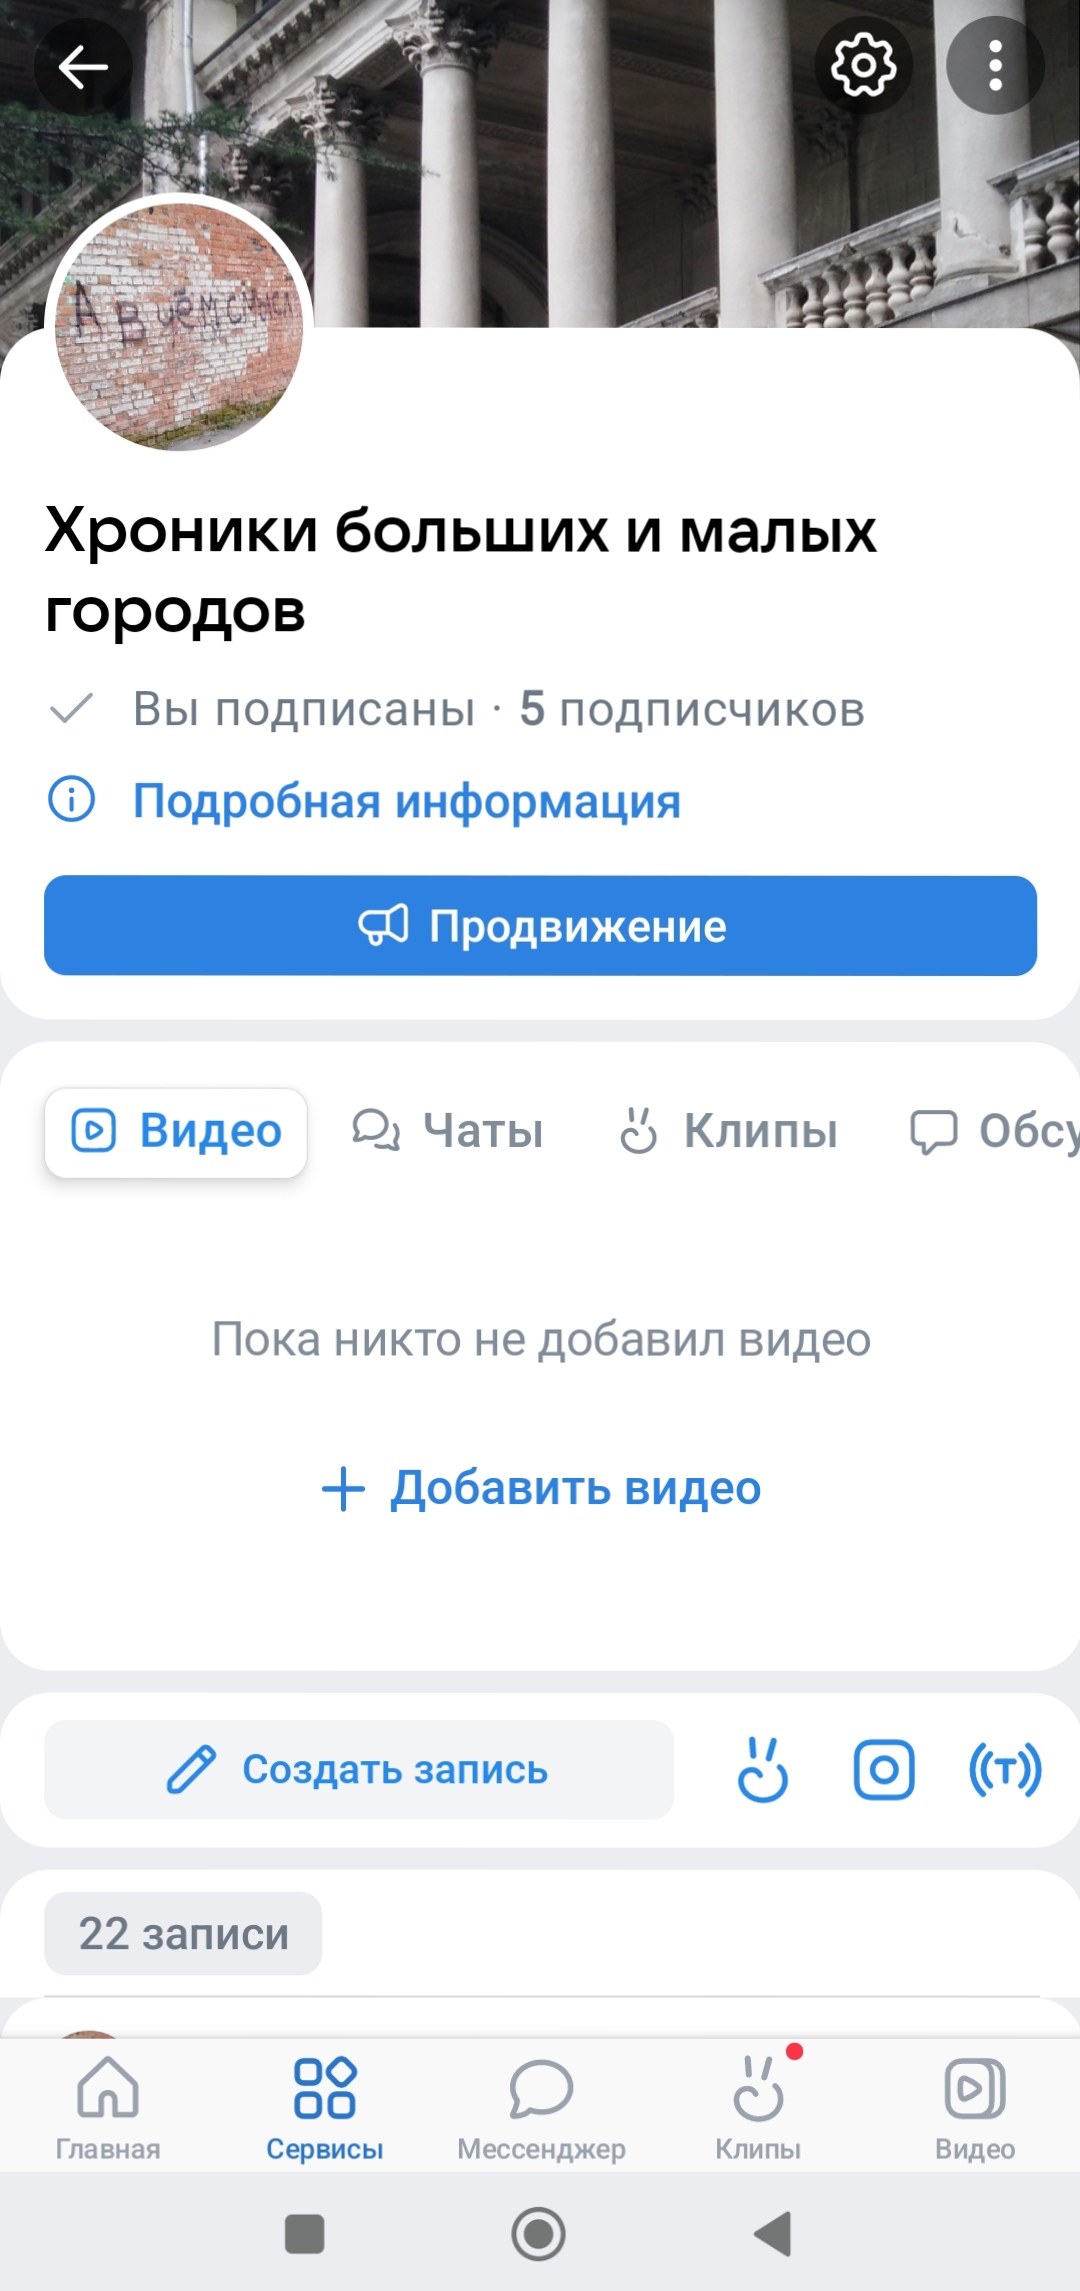 А В чём смысл
Хроники больших и малых
городов
Вы подписаны · 5 подписчиков
Подробная информация
Продвижение
Видео Чаты Клипы Обсу
Пока никто не добавил видео
+ Добавить видео
Создать запись
22 записи
Главная Сервисы Мессенджер Клипы Видео